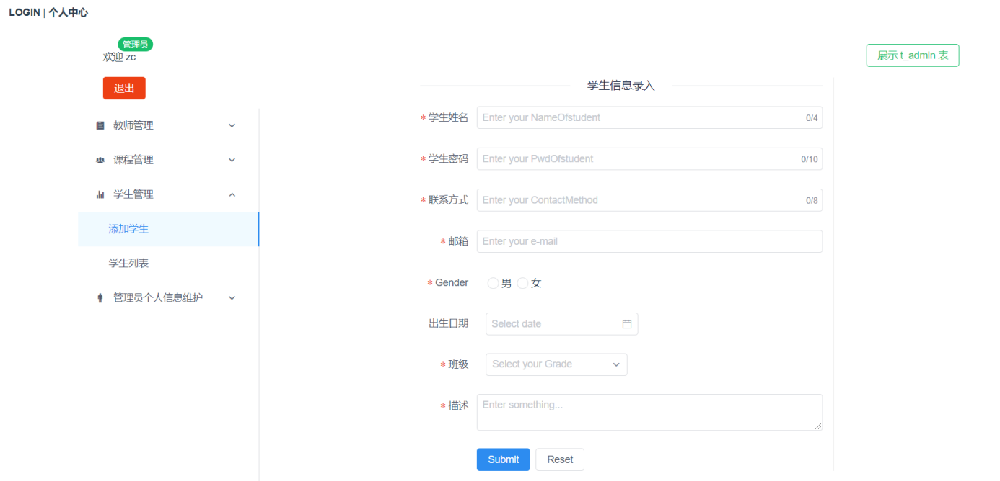 LOGIN | 个人中心
管理员
欢迎 zc
展示 t_admin 表
退出
教师管理
课程管理
学生管理
添加学生
学生列表
管理员个人信息维护
学生信息录入
* 学生姓名 Enter your NameOfstudent 0/4
* 学生密码 Enter your PwdOfstudent 0/10
* 联系方式 Enter your ContactMethod 0/8
* 邮箱 Enter your e-mail
* Gender 男 女
出生日期 Select date
* 班级 Select your Grade
* 描述 Enter something...
Submit Reset